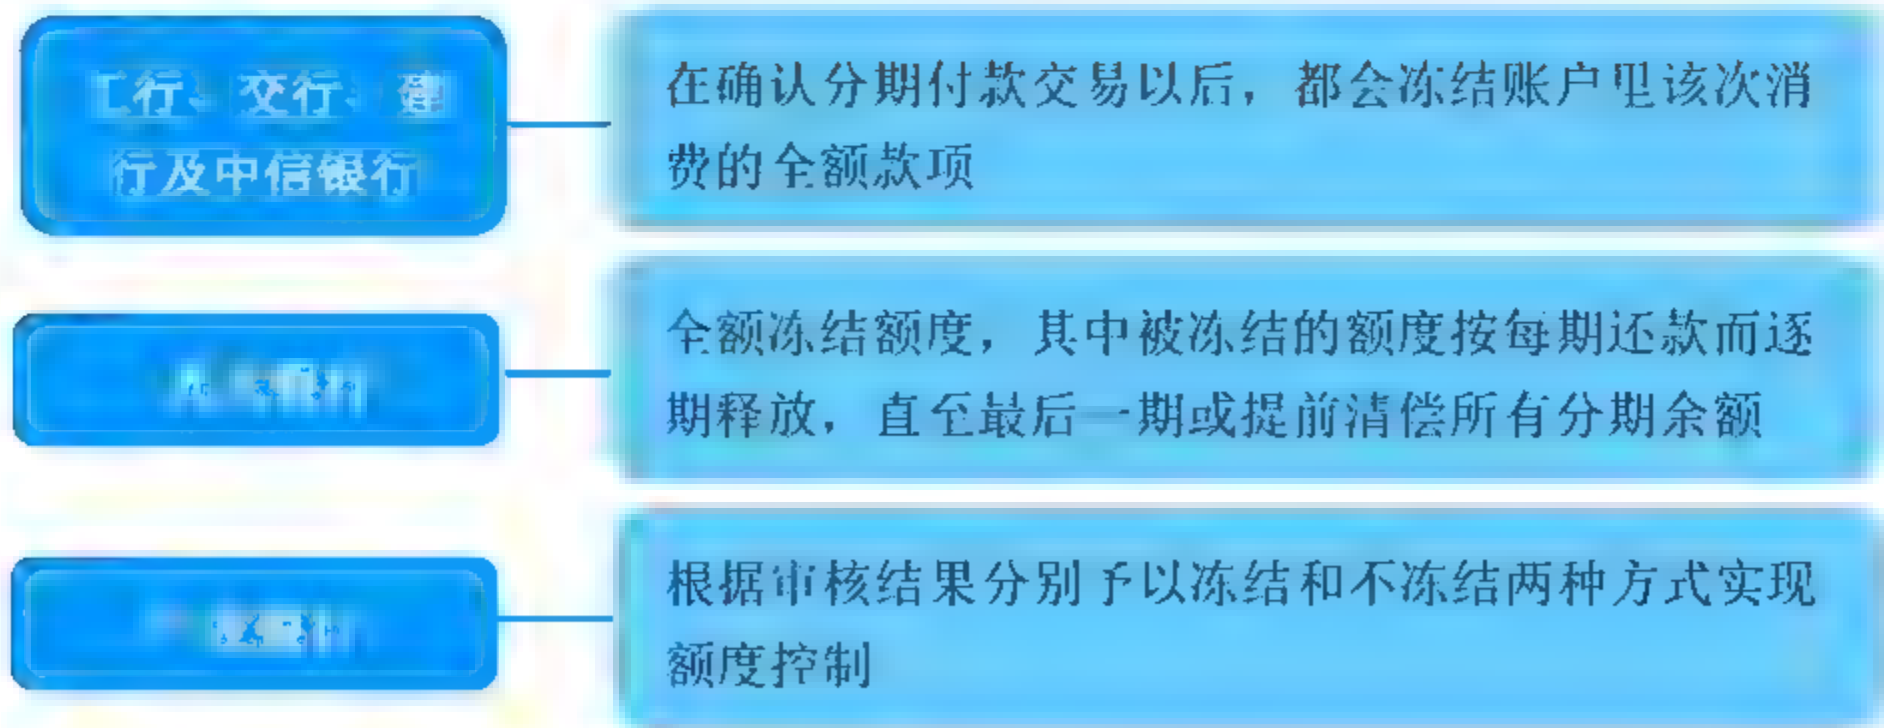 工行、交行、建
行及中信银行
在确认分期付款交易以后，都会冻结账户里该次消
费的全额款项
全额冻结额度，其中被冻结的额度按每期还款而逐
期释放，直至最后一期或提前清偿所有分期余额
根据审核结果分别予以冻结和不冻结两种方式实现
额度控制